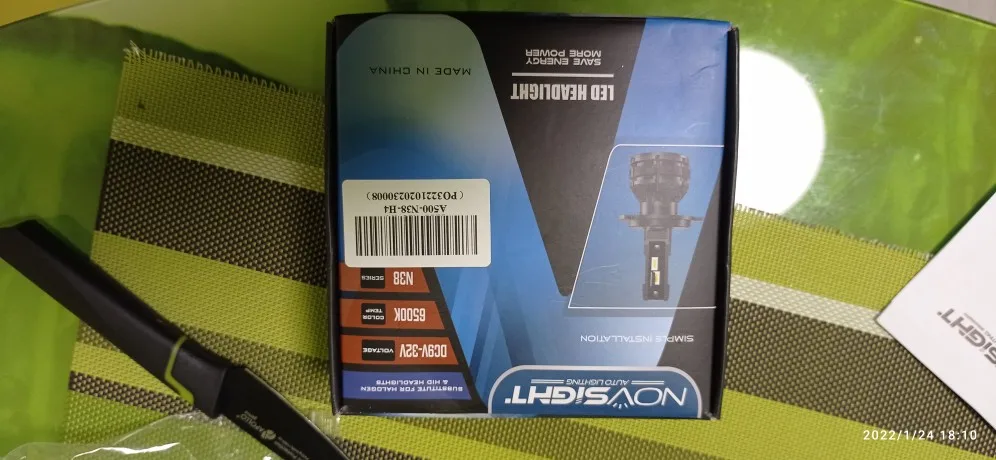 NOVSIGHT.
AUTO LIGHTING
SUBSTITUTE FOR HALOGEN
& HID HEADLIGHTS
DC9V-32V
VOLTAGE
6500K
COLOR
TEMP
N38
SERIES
SIMPLE INSTALLATION
A500-N38-H4
(PO3221020230008)
LED HEADLIGHT
MORE POWER
SAVE ENERGY
MADE IN CHINA
2022/1/24 18:10